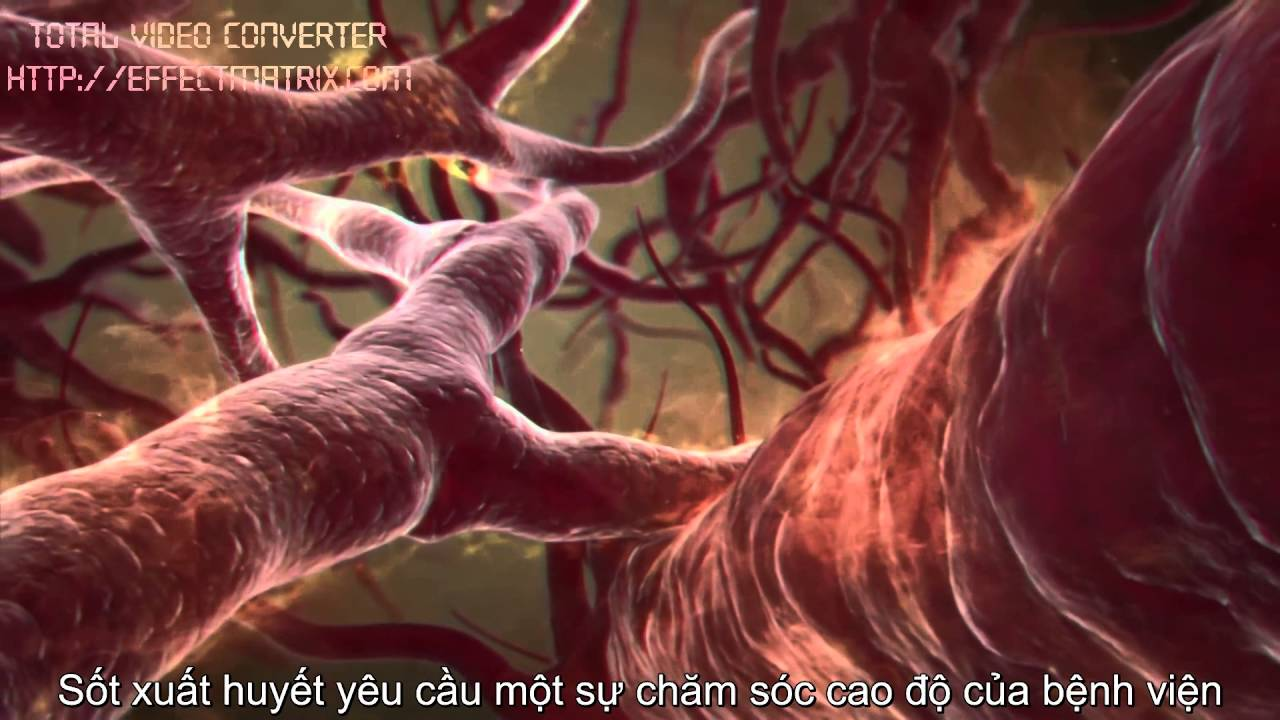 TOTAL VIDEO CONVERTER
HTTP://EFFECTMATRIX.COM
Sốt xuất huyết yêu cầu một sự chăm sóc cao độ của bệnh viện